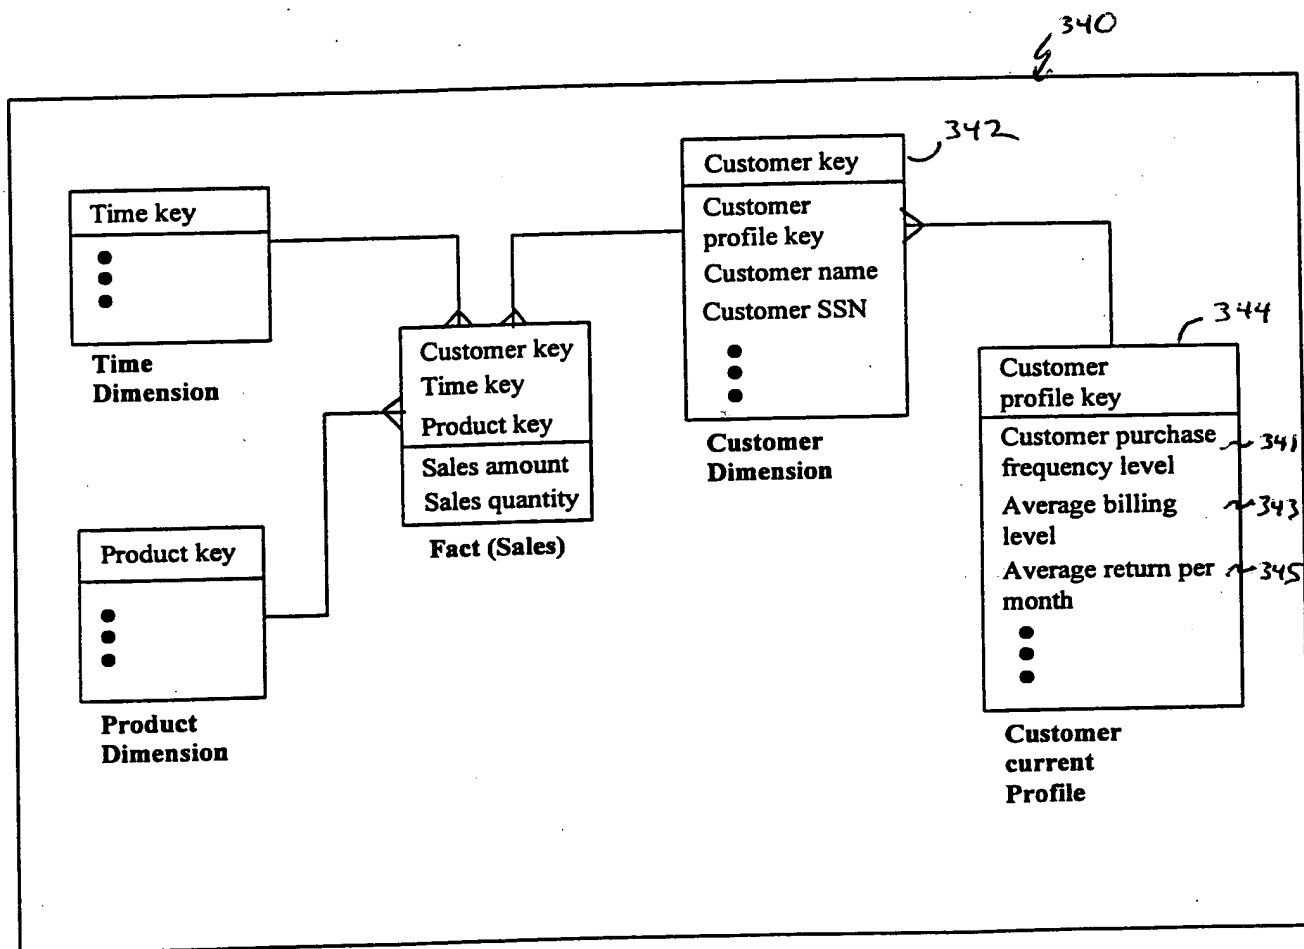 340
Time key
Time
Dimension
Product key
Product
Dimension
Customer key
Time key
Product key
Sales amount
Sales quantity
Fact (Sales)
342
Customer key
Customer
profile key
Customer name
Customer SSN
Customer
Dimension
344
Customer
profile key
Customer purchase
frequency level
341
Average billing
level
343
Average return per
month
345
Customer
current
Profile